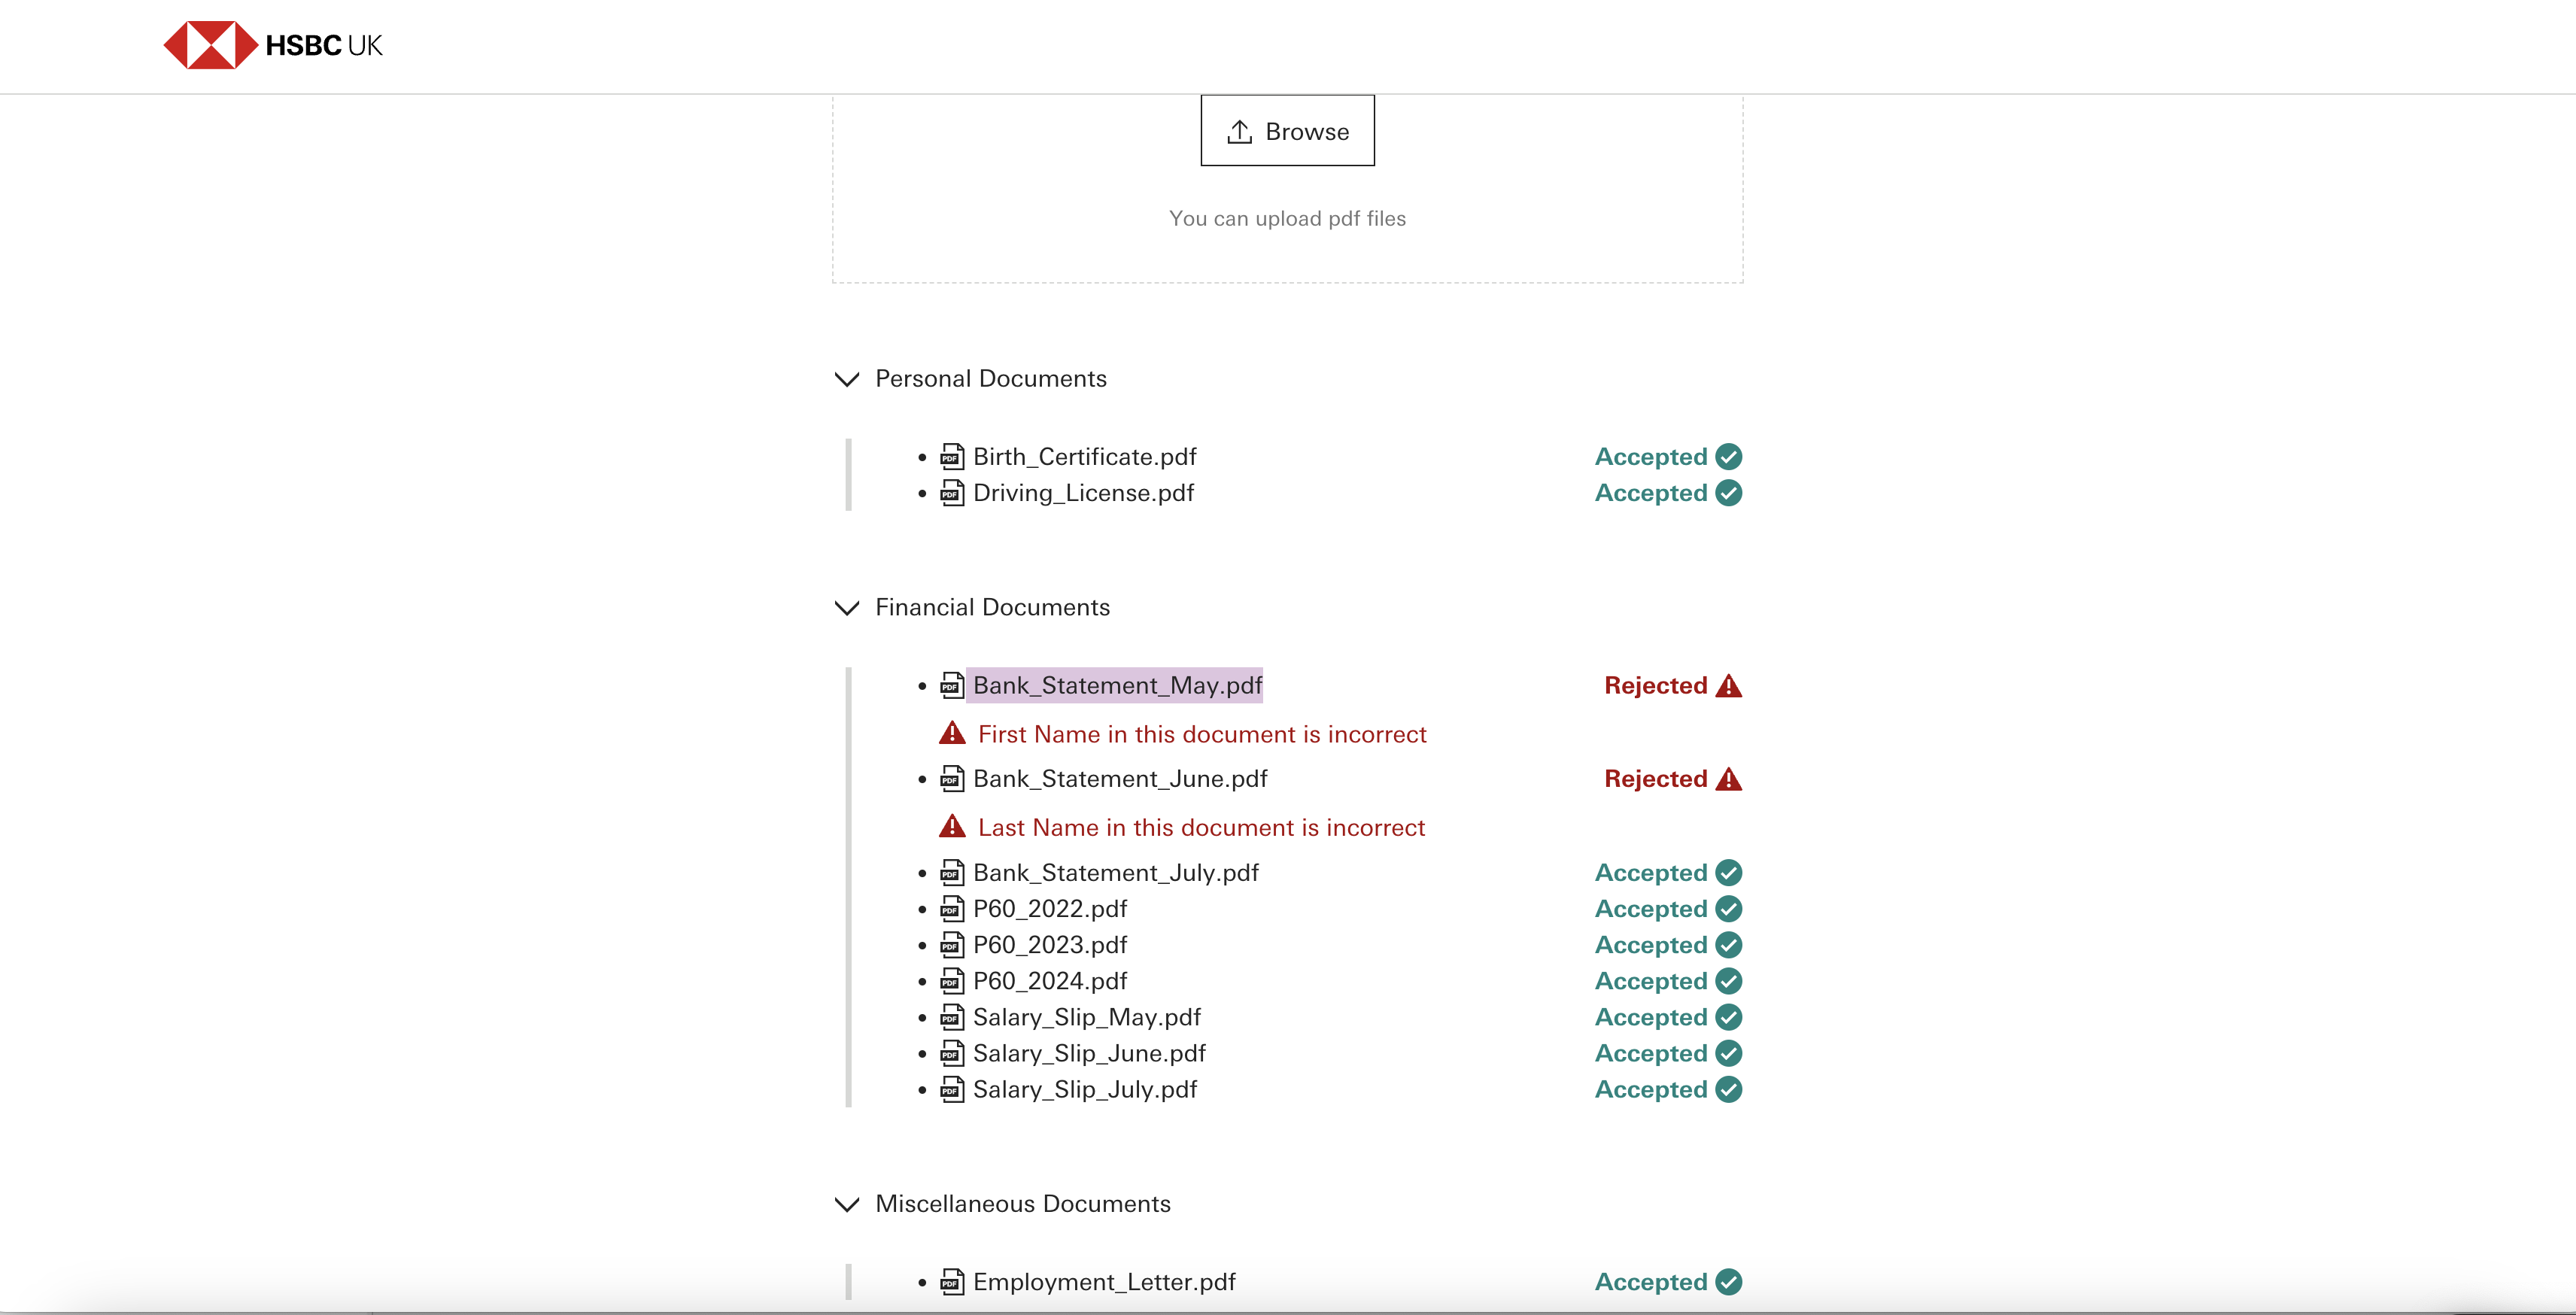 HSBC UK
Browse
You can upload pdf files
Personal Documents
Birth_Certificate.pdf Accepted
Driving_License.pdf Accepted
Financial Documents
Bank_Statement_May.pdf Rejected
First Name in this document is incorrect
Bank_Statement_June.pdf Rejected
Last Name in this document is incorrect
Bank_Statement_July.pdf Accepted
P60_2022.pdf Accepted
P60_2023.pdf Accepted
P60_2024.pdf Accepted
Salary_Slip_May.pdf Accepted
Salary_Slip_June.pdf Accepted
Salary_Slip_July.pdf Accepted
Miscellaneous Documents
Employment_Letter.pdf Accepted